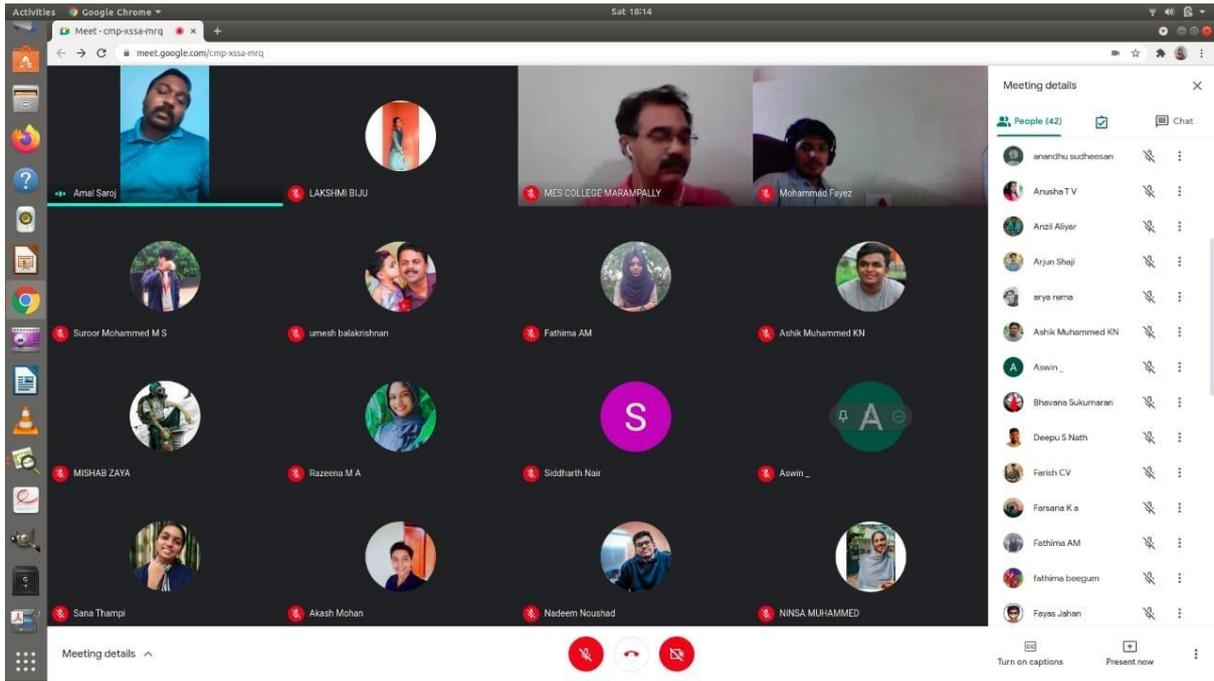 Activities Google Chrome Sat 18:14
Meet - cmp-xssa-mrq
meet.google.com/cmp-xssa-mrq
Amal Saroj
LAKSHMI BIJU
MES COLLEGE MARAMPALLY
Mohammad Fayez
Suroor Mohammed M S
umesh balakrishnan
Fathima AM
Ashik Muhammed KN
MISHAB ZAYA
Razeena M A
S
Siddharth Nair
A
Aswin _
Sana Thampi
Akash Mohan
Nadeem Noushad
NINSA MUHAMMED
Meeting details
People (42) Chat
anandhu sudheesan
Anusha T V
Anzil Aliyar
Arjun Shaji
arya rema
Ashik Muhammed KN
A Aswin _
Bhavana Sukumaran
Deepu S Nath
Farish CV
Farsana K a
Fathima AM
fathima beegum
Fayas Jahan
Meeting details
Turn on captions
Present now